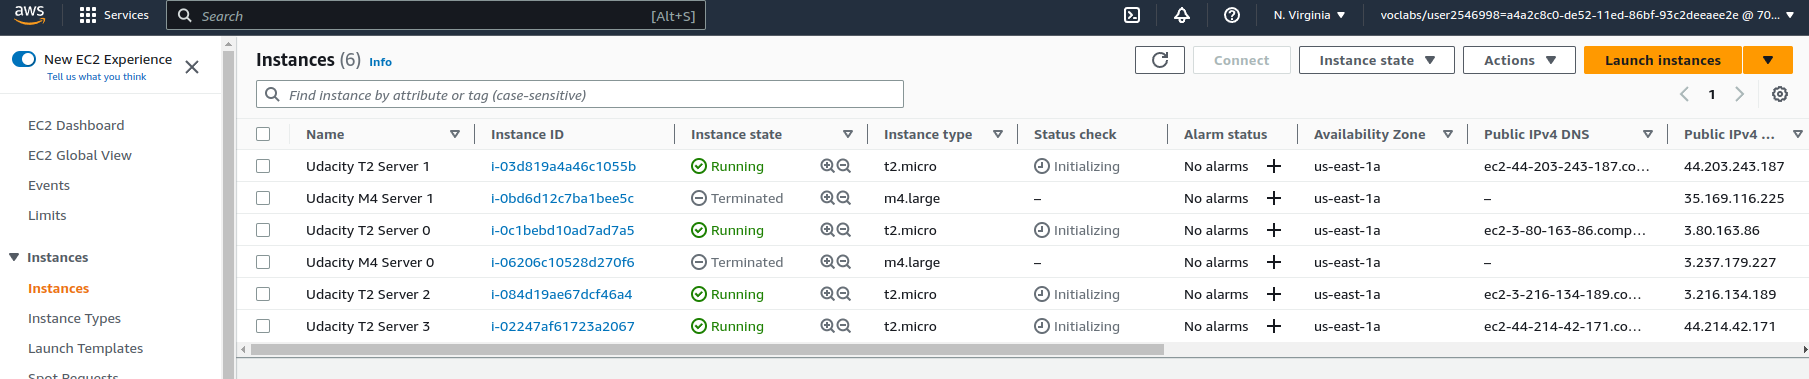 aws Services Search [Alt+S] N. Virginia voclabs/user2546998=a4a2c8c0-de52-11ed-86bf-93c2deeaee2e @ 70...
New EC2 Experience
Tell us what you think
EC2 Dashboard
EC2 Global View
Events
Limits
Instances
Instances
Instance Types
Launch Templates
Spot Requests
Instances (6) Info Connect Instance state Actions Launch instances
Find instance by attribute or tag (case-sensitive) 1
Name Instance ID Instance state Instance type Status check Alarm status Availability Zone Public IPv4 DNS Public IPv4 ...
Udacity T2 Server 1 i-03d819a4a46c1055b Running t2.micro Initializing No alarms us-east-1a ec2-44-203-243-187.co... 44.203.243.187
Udacity M4 Server 1 i-0bd6d12c7ba1bee5c Terminated m4.large – No alarms us-east-1a – 35.169.116.225
Udacity T2 Server 0 i-0c1bebd10ad7ad7a5 Running t2.micro Initializing No alarms us-east-1a ec2-3-80-163-86.comp... 3.80.163.86
Udacity M4 Server 0 i-06206c10528d270f6 Terminated m4.large – No alarms us-east-1a – 3.237.179.227
Udacity T2 Server 2 i-084d19ae67dcf46a4 Running t2.micro Initializing No alarms us-east-1a ec2-3-216-134-189.co... 3.216.134.189
Udacity T2 Server 3 i-02247af61723a2067 Running t2.micro Initializing No alarms us-east-1a ec2-44-214-42-171.co... 44.214.42.171